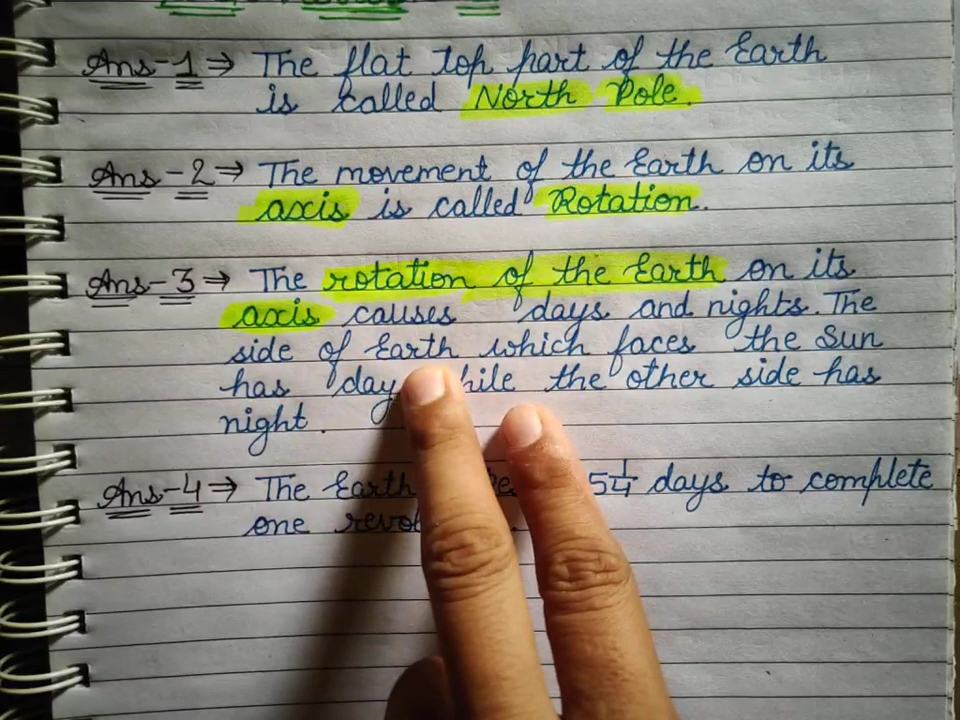 Ans-1 ⇒ The flat top part of the Earth
is called North Pole.
Ans-2 ⇒ The movement of the Earth on its
axis is called Rotation.
Ans-3 ⇒ The rotation of the Earth on its
axis causes days and nights. The
side of Earth which faces the Sun
has day hile the other side has
night.
Ans-4 ⇒ The Earth 5 1/4 days to complete
one revol